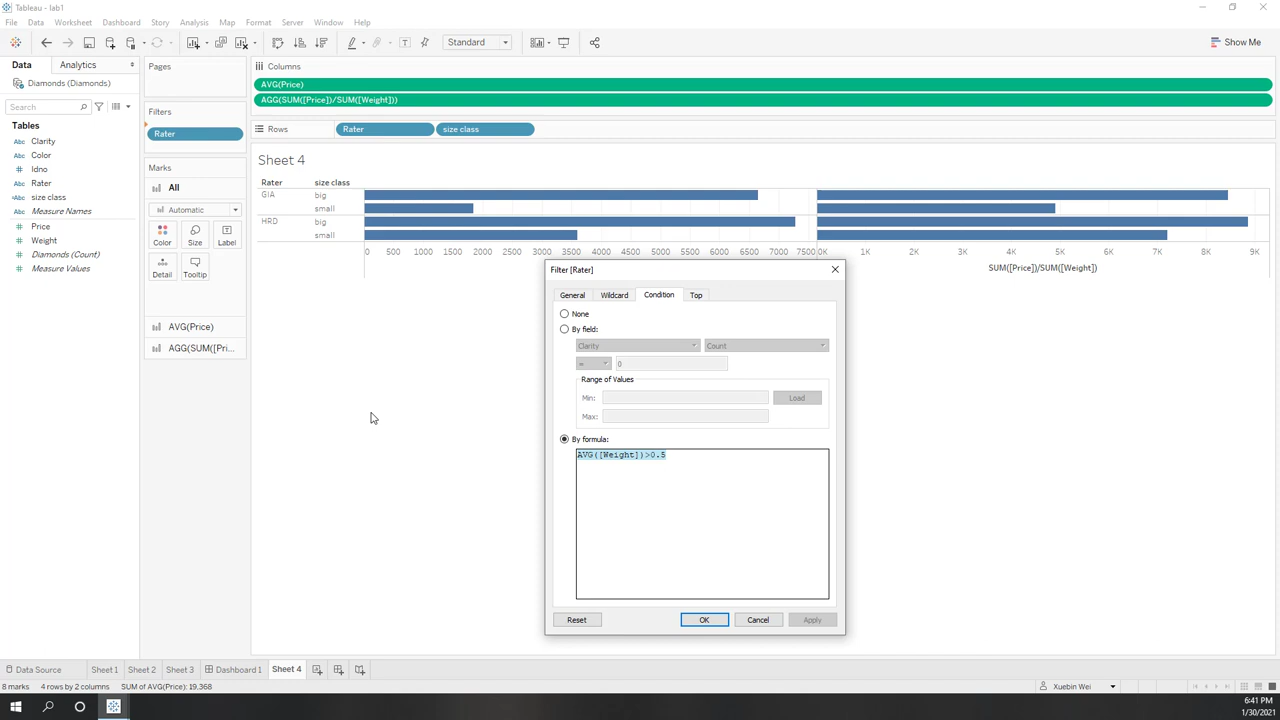 Tableau - lab1
File Data Worksheet Dashboard Story Analysis Map Format Server Window Help
Standard
Show Me
Data Analytics
Diamonds (Diamonds)
Search
Tables
Abc Clarity
Abc Color
# Idno
Abc Rater
Abc size class
Measure Names
# Price
# Weight
# Diamonds (Count)
# Measure Values
Pages
Filters
Rater
Marks
All
Automatic
Color Size Label
Detail Tooltip
AVG(Price)
AGG(SUM([Pri...
Columns
AVG(Price)
AGG(SUM([Price])/SUM([Weight]))
Rows
Rater size class
Sheet 4
Rater size class
GIA big
small
HRD big
small
0 500 1000 1500 2000 2500 3000 3500 4000 4500 5000 5500 6000 6500 7000 7500 0K 1K 2K 3K 4K 5K 6K 7K 8K 9K
SUM([Price])/SUM([Weight])
Filter [Rater]
General Wildcard Condition Top
None
By field:
Clarity Count
= 0
Range of Values
Min: Load
Max:
By formula:
AVG([Weight])>0.5
Reset OK Cancel Apply
Data Source Sheet 1 Sheet 2 Sheet 3 Dashboard 1 Sheet 4
8 marks 4 rows by 2 columns SUM of AVG(Price): 19,368 Xuebin Wei
6:41 PM
1/30/2021